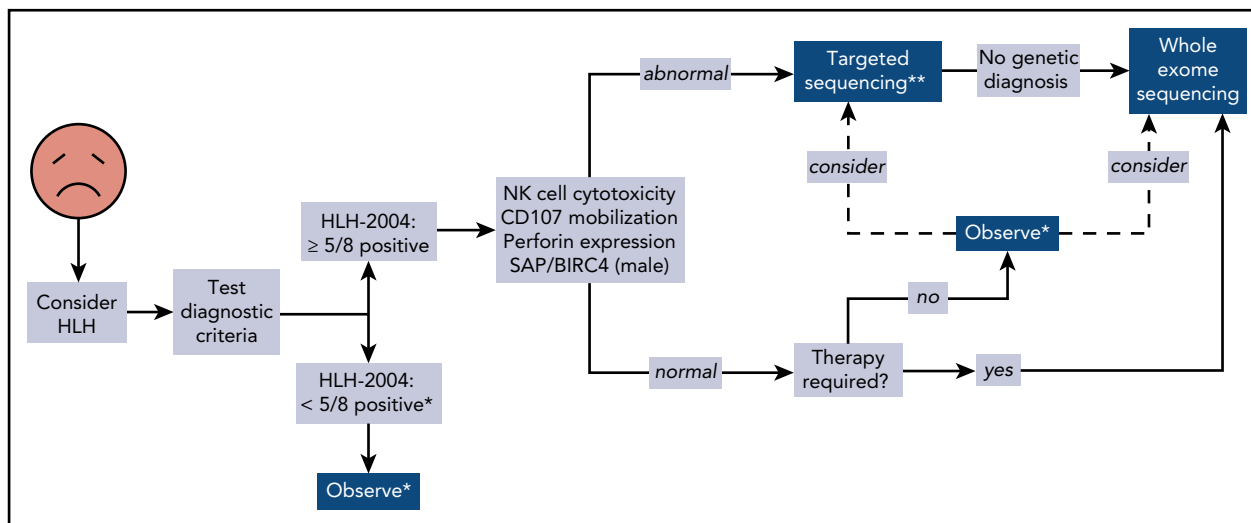 Consider
HLH
Test
diagnostic
criteria
HLH-2004:
≥ 5/8 positive
HLH-2004:
< 5/8 positive*
Observe*
NK cell cytotoxicity
CD107 mobilization
Perforin expression
SAP/BIRC4 (male)
abnormal
Targeted
sequencing**
No genetic
diagnosis
Whole
exome
sequencing
consider
consider
Observe*
no
normal
Therapy
required?
yes